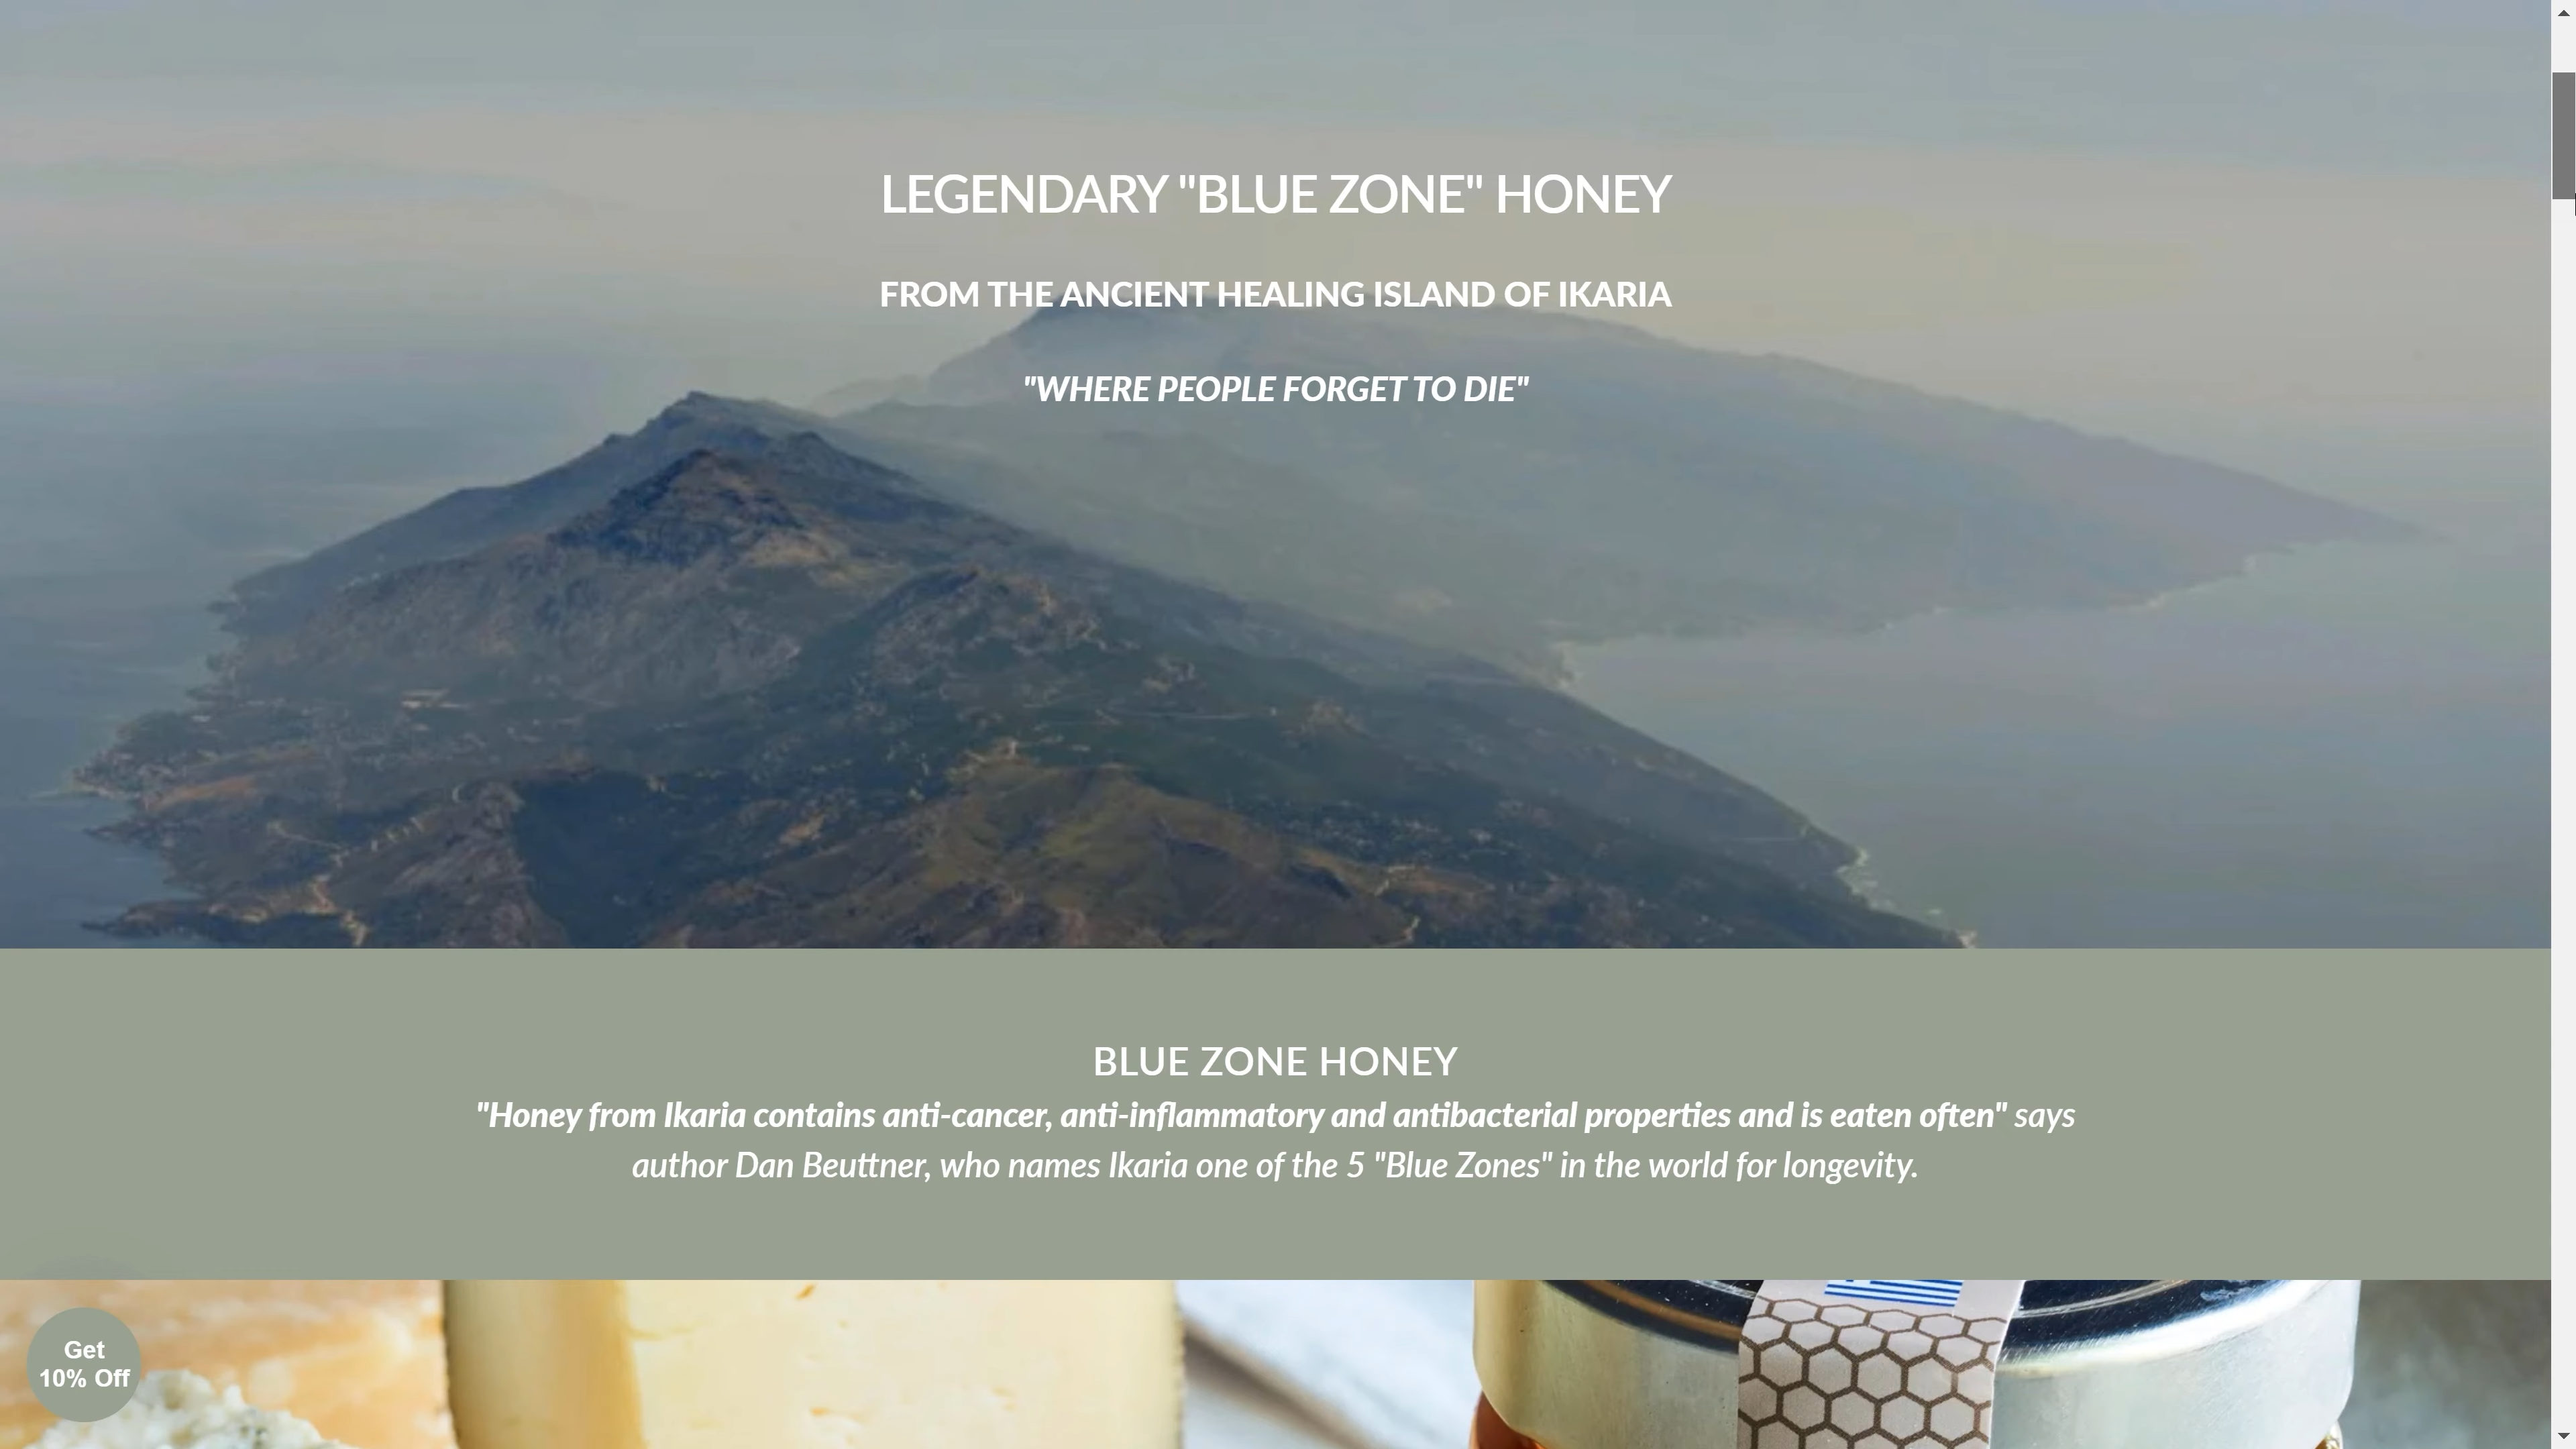 LEGENDARY "BLUE ZONE" HONEY
FROM THE ANCIENT HEALING ISLAND OF IKARIA
"WHERE PEOPLE FORGET TO DIE"
BLUE ZONE HONEY
"Honey from Ikaria contains anti-cancer, anti-inflammatory and antibacterial properties and is eaten often" says
author Dan Beuttner, who names Ikaria one of the 5 "Blue Zones" in the world for longevity.
Get
10% Off